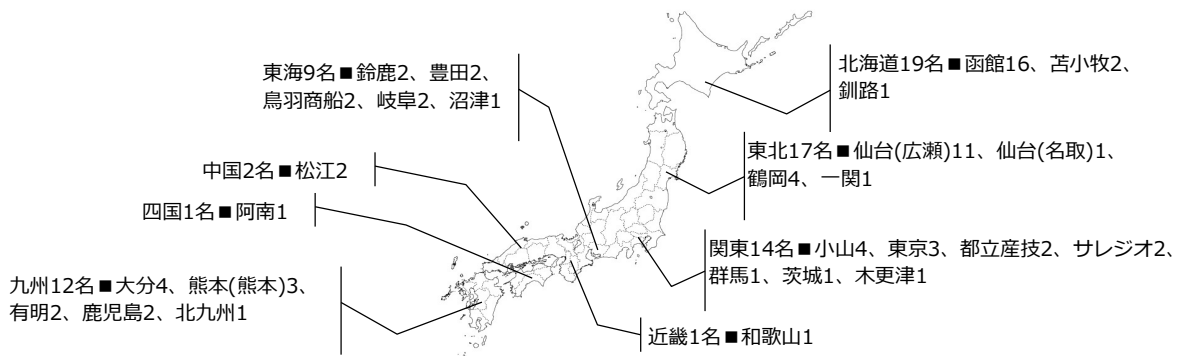 北海道19名■函館16、苫小牧2、
釧路1
東北17名■仙台(広瀬)11、仙台(名取)1、
鶴岡4、一関1
関東14名■小山4、東京3、都立産技2、サレジオ2、
群馬1、茨城1、木更津1
東海9名■鈴鹿2、豊田2、
鳥羽商船2、岐阜2、沼津1
近畿1名■和歌山1
中国2名■松江2
四国1名■阿南1
九州12名■大分4、熊本(熊本)3、
有明2、鹿児島2、北九州1